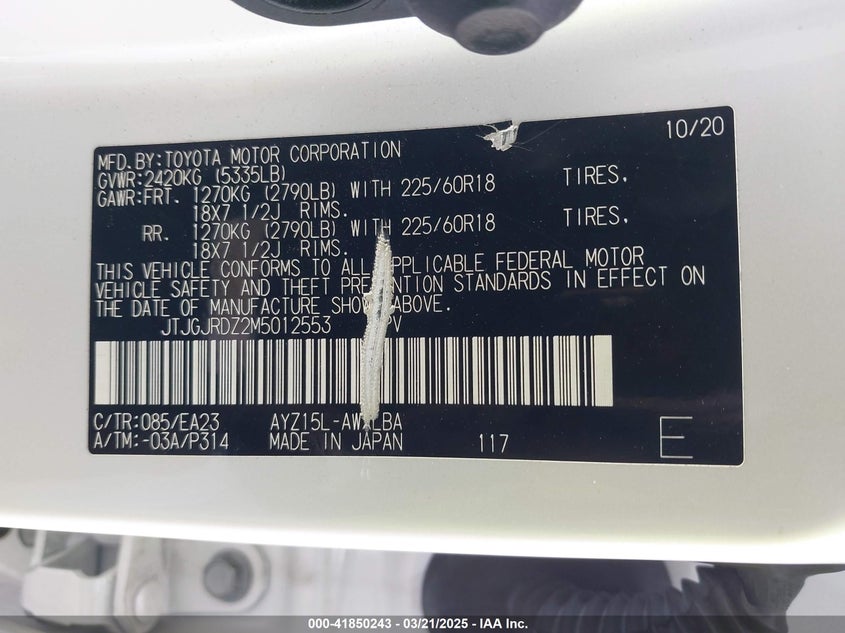 10/20
MFD. BY: TOYOTA MOTOR CORPORATION
GVWR: 2420KG (5335LB)
GAWR: FRT. 1270KG (2790LB) WITH 225/60R18 TIRES,
18X7 1/2J RIMS.
RR. 1270KG (2790LB) WITH 225/60R18 TIRES,
18X7 1/2J RIMS.
THIS VEHICLE CONFORMS TO ALL APPLICABLE FEDERAL MOTOR
VEHICLE SAFETY AND THEFT PREVENTION STANDARDS IN EFFECT ON
THE DATE OF MANUFACTURE SHOWN ABOVE.
JTJGJRDZ2M5012553
C/TR: 085/EA23
A/TM: -03A/P314 MADE IN JAPAN 117 E
000-41850243 — 03/21/2025 — IAA Inc.